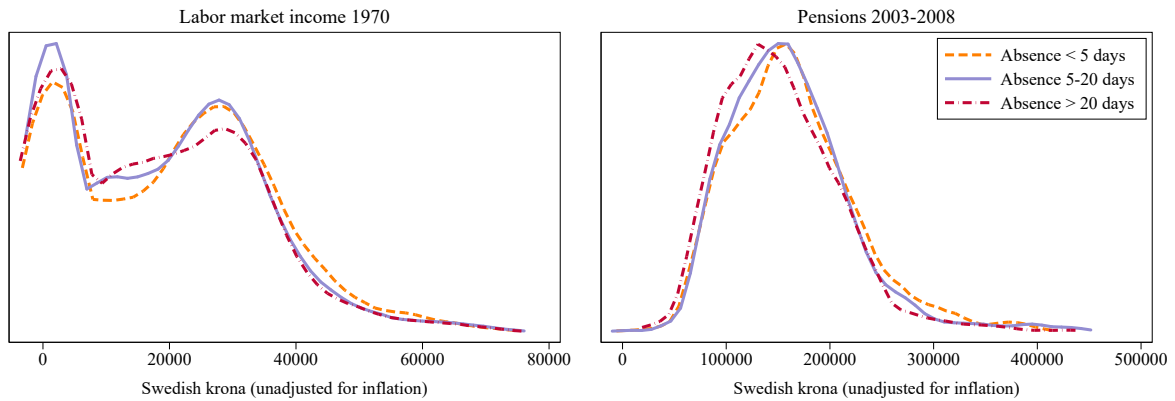 Labor market income 1970
0 20000 40000 60000 80000
Swedish krona (unadjusted for inflation)
Pensions 2003-2008
Absence < 5 days
Absence 5-20 days
Absence > 20 days
0 100000 200000 300000 400000 500000
Swedish krona (unadjusted for inflation)